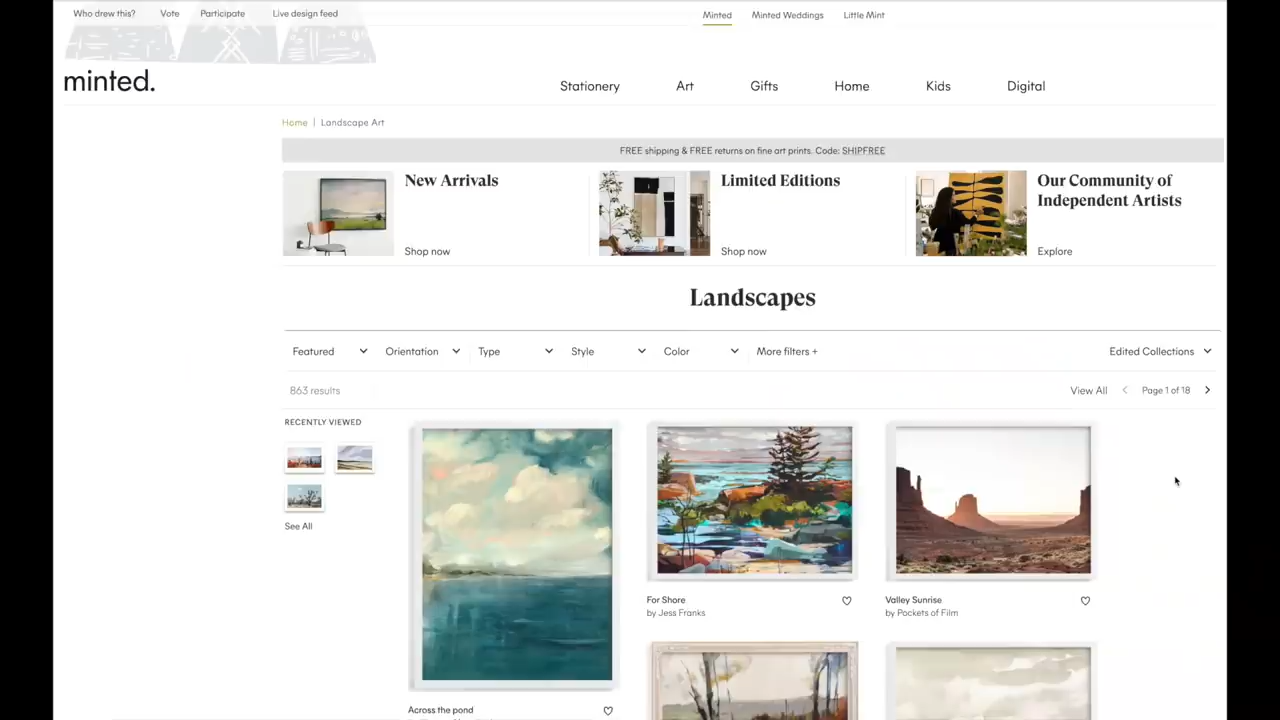 Who drew this?
Vote
Participate
Live design feed
Minted
Minted Weddings
Little Mint
minted.
Stationery
Art
Gifts
Home
Kids
Digital
Home | Landscape Art
FREE shipping & FREE returns on fine art prints. Code: SHIPFREE
New Arrivals
Shop now
Limited Editions
Shop now
Our Community of
Independent Artists
Explore
Landscapes
Featured
Orientation
Type
Style
Color
More filters +
Edited Collections
863 results
View All
Page 1 of 18
RECENTLY VIEWED
See All
For Shore
by Jess Franks
Valley Sunrise
by Pockets of Film
Across the pond